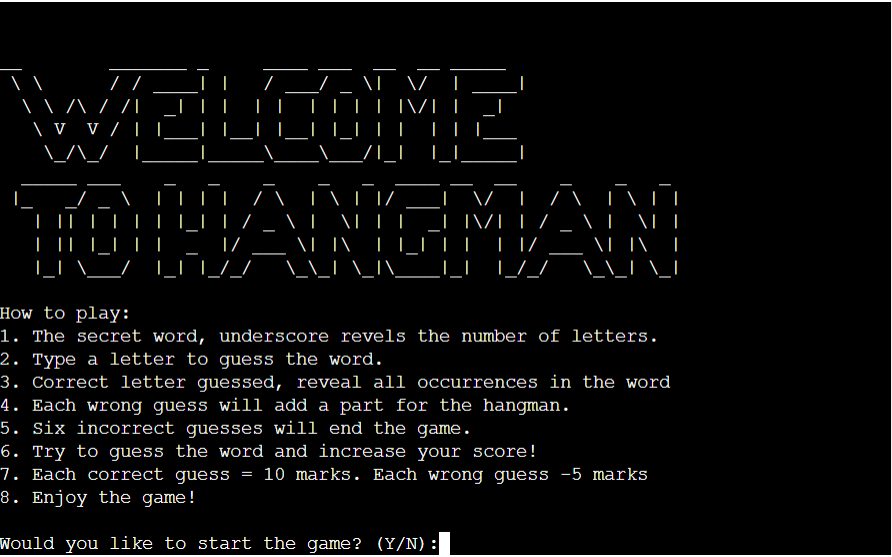 WELCOME
TO HANGMAN
How to play:
1. The secret word, underscore revels the number of letters.
2. Type a letter to guess the word.
3. Correct letter guessed, reveal all occurrences in the word
4. Each wrong guess will add a part for the hangman.
5. Six incorrect guesses will end the game.
6. Try to guess the word and increase your score!
7. Each correct guess = 10 marks. Each wrong guess -5 marks
8. Enjoy the game!
Would you like to start the game? (Y/N):